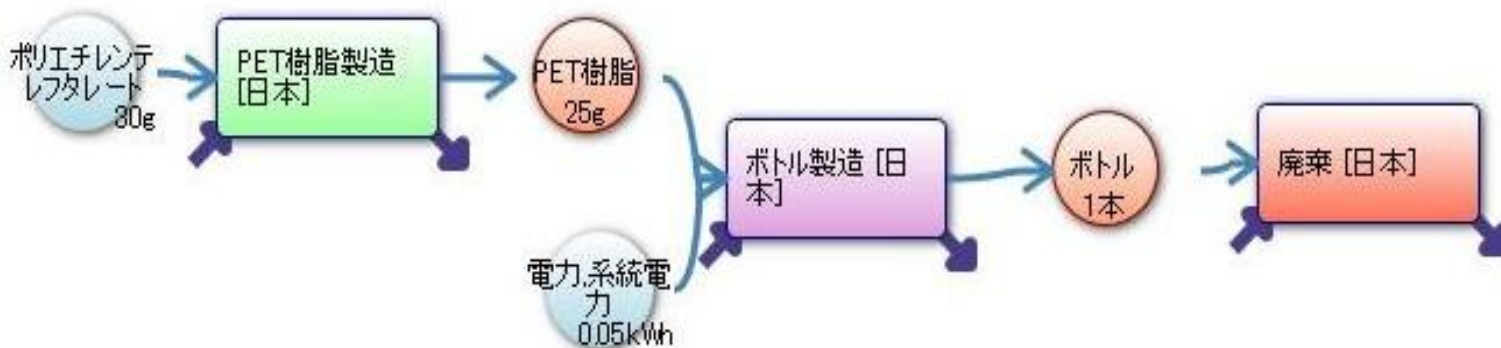 ポリエチレンテ
レフタレート
30g
PET樹脂製造
[日本]
PET樹脂
25g
電力,系統電
力
0.05kWh
ボトル製造 [日
本]
ボトル
1本
廃棄 [日本]